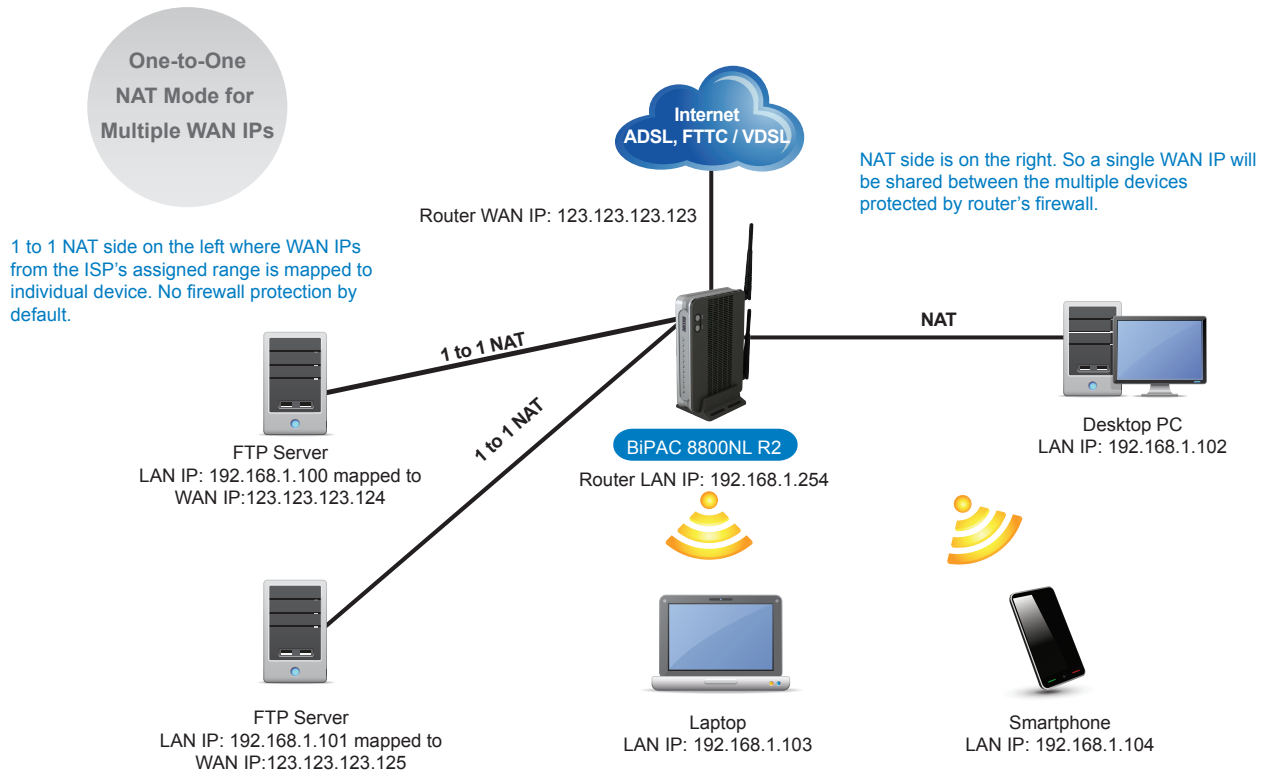 One-to-One
NAT Mode for
Multiple WAN IPs
Internet
ADSL, FTTC / VDSL
NAT side is on the right. So a single WAN IP will
be shared between the multiple devices
protected by router's firewall.
Router WAN IP: 123.123.123.123
1 to 1 NAT side on the left where WAN IPs
from the ISP's assigned range is mapped to
individual device. No firewall protection by
default.
1 to 1 NAT
NAT
1 to 1 NAT
BiPAC 8800NL R2
Router LAN IP: 192.168.1.254
Desktop PC
LAN IP: 192.168.1.102
FTP Server
LAN IP: 192.168.1.100 mapped to
WAN IP:123.123.123.124
FTP Server
LAN IP: 192.168.1.101 mapped to
WAN IP:123.123.123.125
Laptop
LAN IP: 192.168.1.103
Smartphone
LAN IP: 192.168.1.104